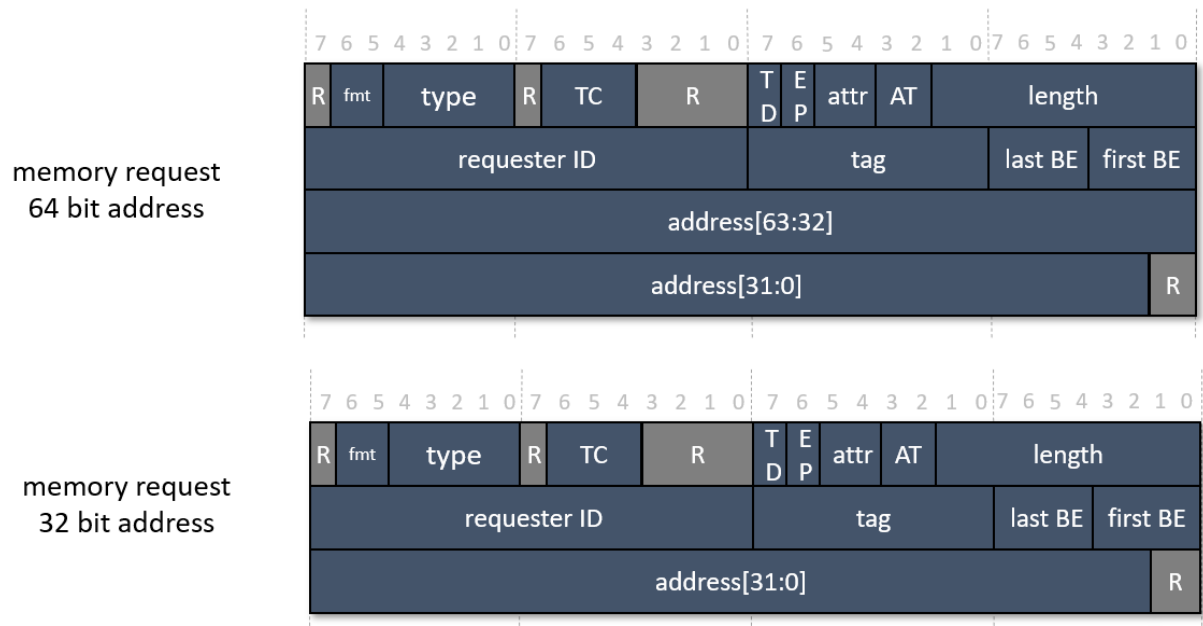 7 6 5 4 3 2 1 0 7 6 5 4 3 2 1 0 7 6 5 4 3 2 1 0 7 6 5 4 3 2 1 0
R fmt type R TC R TD EP attr AT length
requester ID tag last BE first BE
memory request
64 bit address
address[63:32]
address[31:0] R
7 6 5 4 3 2 1 0 7 6 5 4 3 2 1 0 7 6 5 4 3 2 1 0 7 6 5 4 3 2 1 0
R fmt type R TC R TD EP attr AT length
memory request
32 bit address
requester ID tag last BE first BE
address[31:0] R